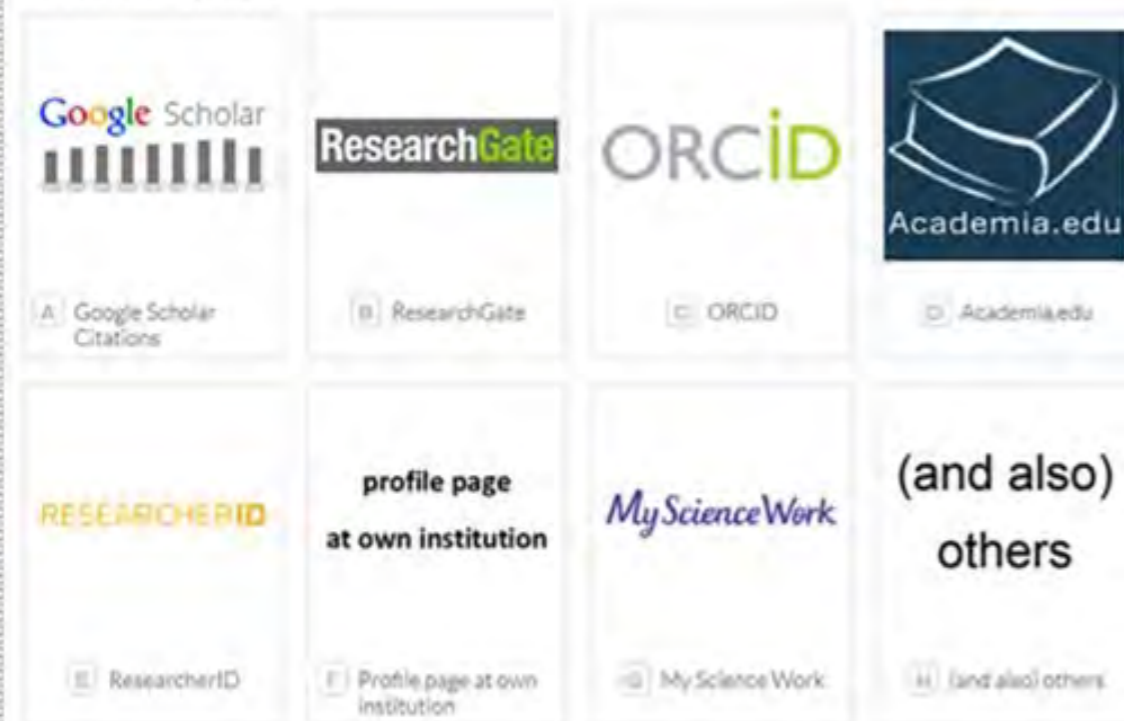 Google Scholar
ResearchGate
ORCiD
Academia.edu
A Google Scholar
Citations
B ResearchGate
C ORCID
D Academia.edu
RESEARCHERID
profile page
at own institution
MyScienceWork
(and also)
others
E ResearcherID
F Profile page at own
institution
G My Science Work
H (and also) others